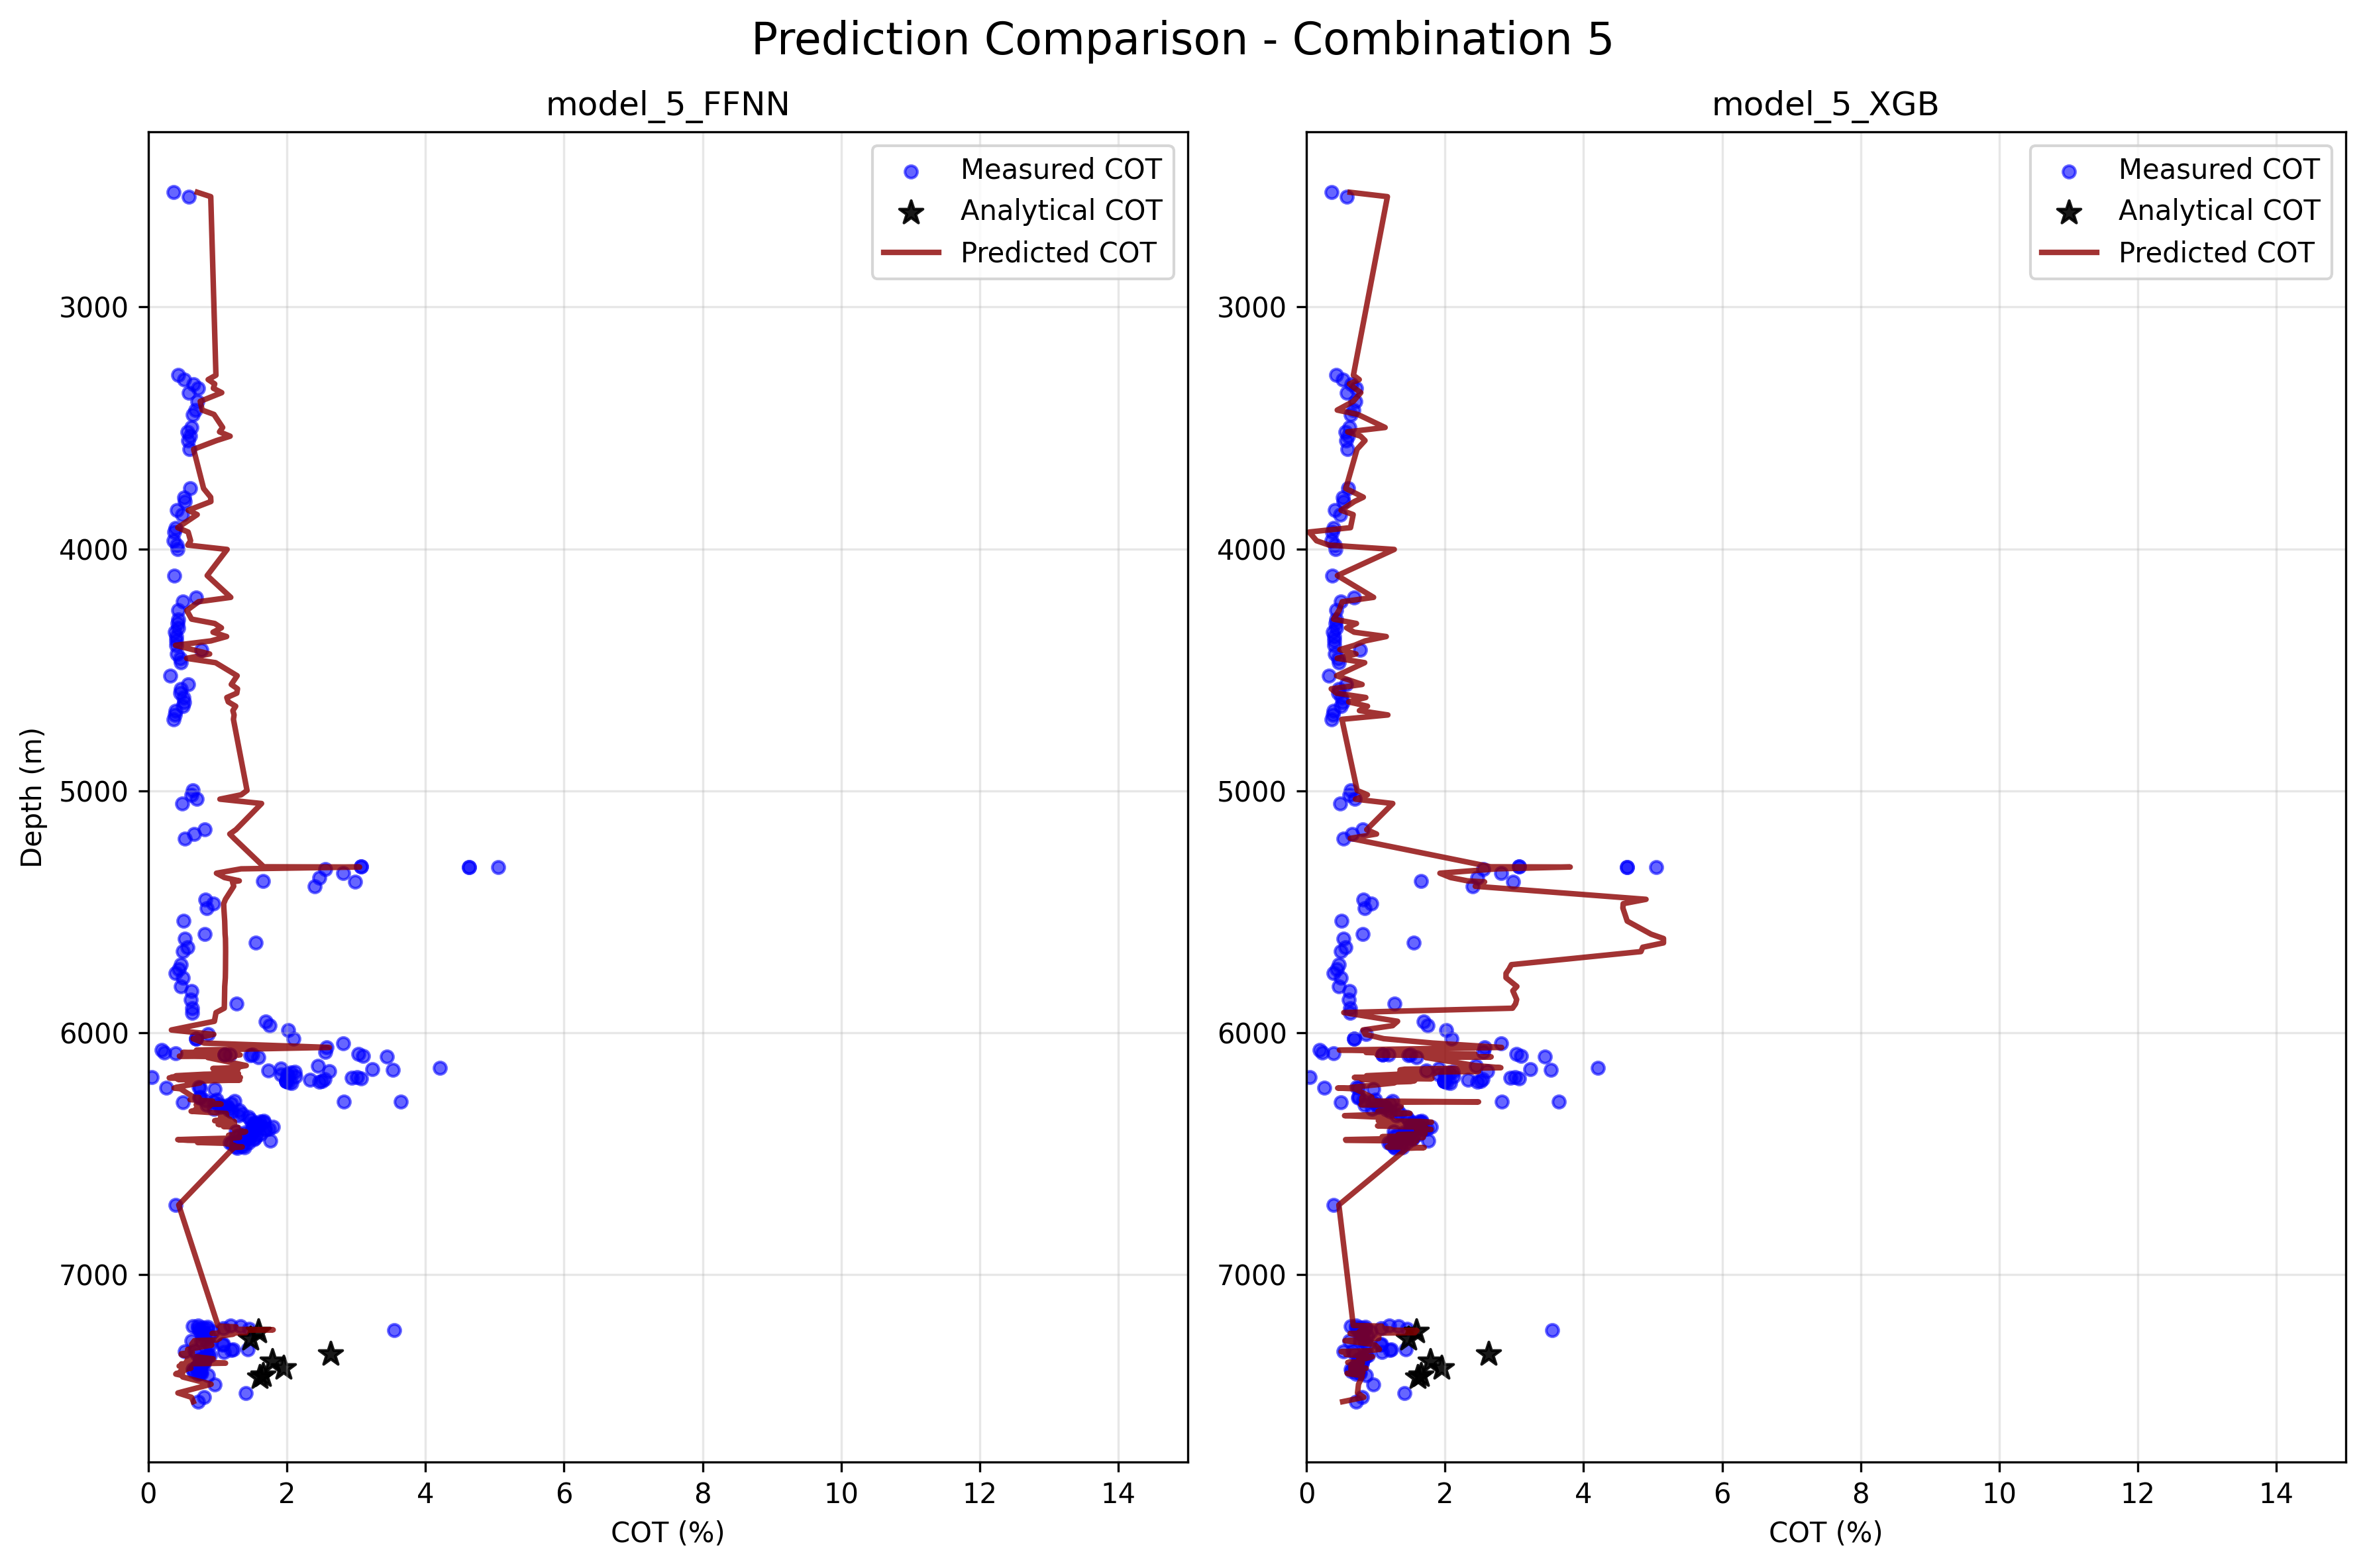 Prediction Comparison - Combination 5
model_5_FFNN
Measured COT
Analytical COT
Predicted COT
3000
4000
5000
6000
7000
Depth (m)
0 2 4 6 8 10 12 14
COT (%)
model_5_XGB
Measured COT
Analytical COT
Predicted COT
3000
4000
5000
6000
7000
0 2 4 6 8 10 12 14
COT (%)